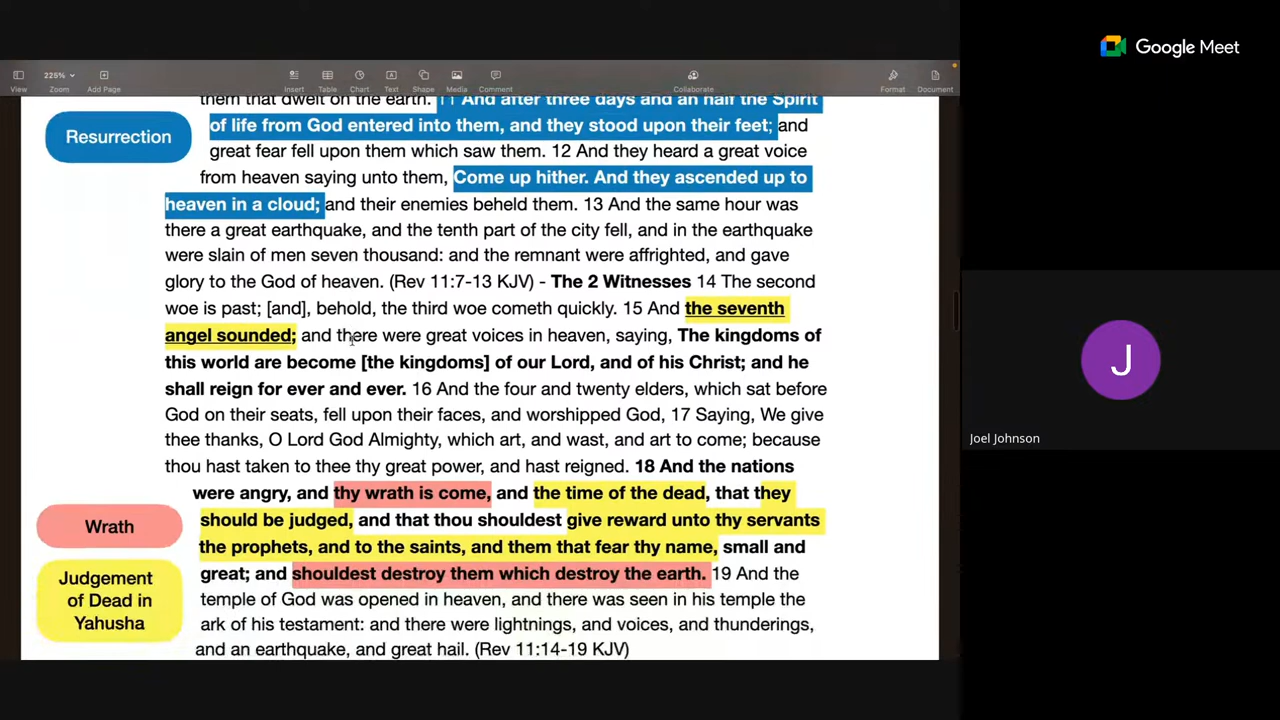 Google Meet
225%
View
Zoom
Add Page
Insert
Table
Chart
Text
Shape
Media
Comment
Collaborate
Format
Document
them that dwelt on the earth. 11 And after three days and an half the Spirit
of life from God entered into them, and they stood upon their feet; and
great fear fell upon them which saw them. 12 And they heard a great voice
from heaven saying unto them, Come up hither. And they ascended up to
heaven in a cloud; and their enemies beheld them. 13 And the same hour was
there a great earthquake, and the tenth part of the city fell, and in the earthquake
were slain of men seven thousand: and the remnant were affrighted, and gave
glory to the God of heaven. (Rev 11:7-13 KJV) - The 2 Witnesses 14 The second
woe is past; [and], behold, the third woe cometh quickly. 15 And the seventh
angel sounded; and there were great voices in heaven, saying, The kingdoms of
this world are become [the kingdoms] of our Lord, and of his Christ; and he
shall reign for ever and ever. 16 And the four and twenty elders, which sat before
God on their seats, fell upon their faces, and worshipped God, 17 Saying, We give
thee thanks, O Lord God Almighty, which art, and wast, and art to come; because
thou hast taken to thee thy great power, and hast reigned. 18 And the nations
were angry, and thy wrath is come, and the time of the dead, that they
should be judged, and that thou shouldest give reward unto thy servants
the prophets, and to the saints, and them that fear thy name, small and
great; and shouldest destroy them which destroy the earth. 19 And the
temple of God was opened in heaven, and there was seen in his temple the
ark of his testament: and there were lightnings, and voices, and thunderings,
and an earthquake, and great hail. (Rev 11:14-19 KJV)
Resurrection
Wrath
Judgement
of Dead in
Yahusha
J
Joel Johnson